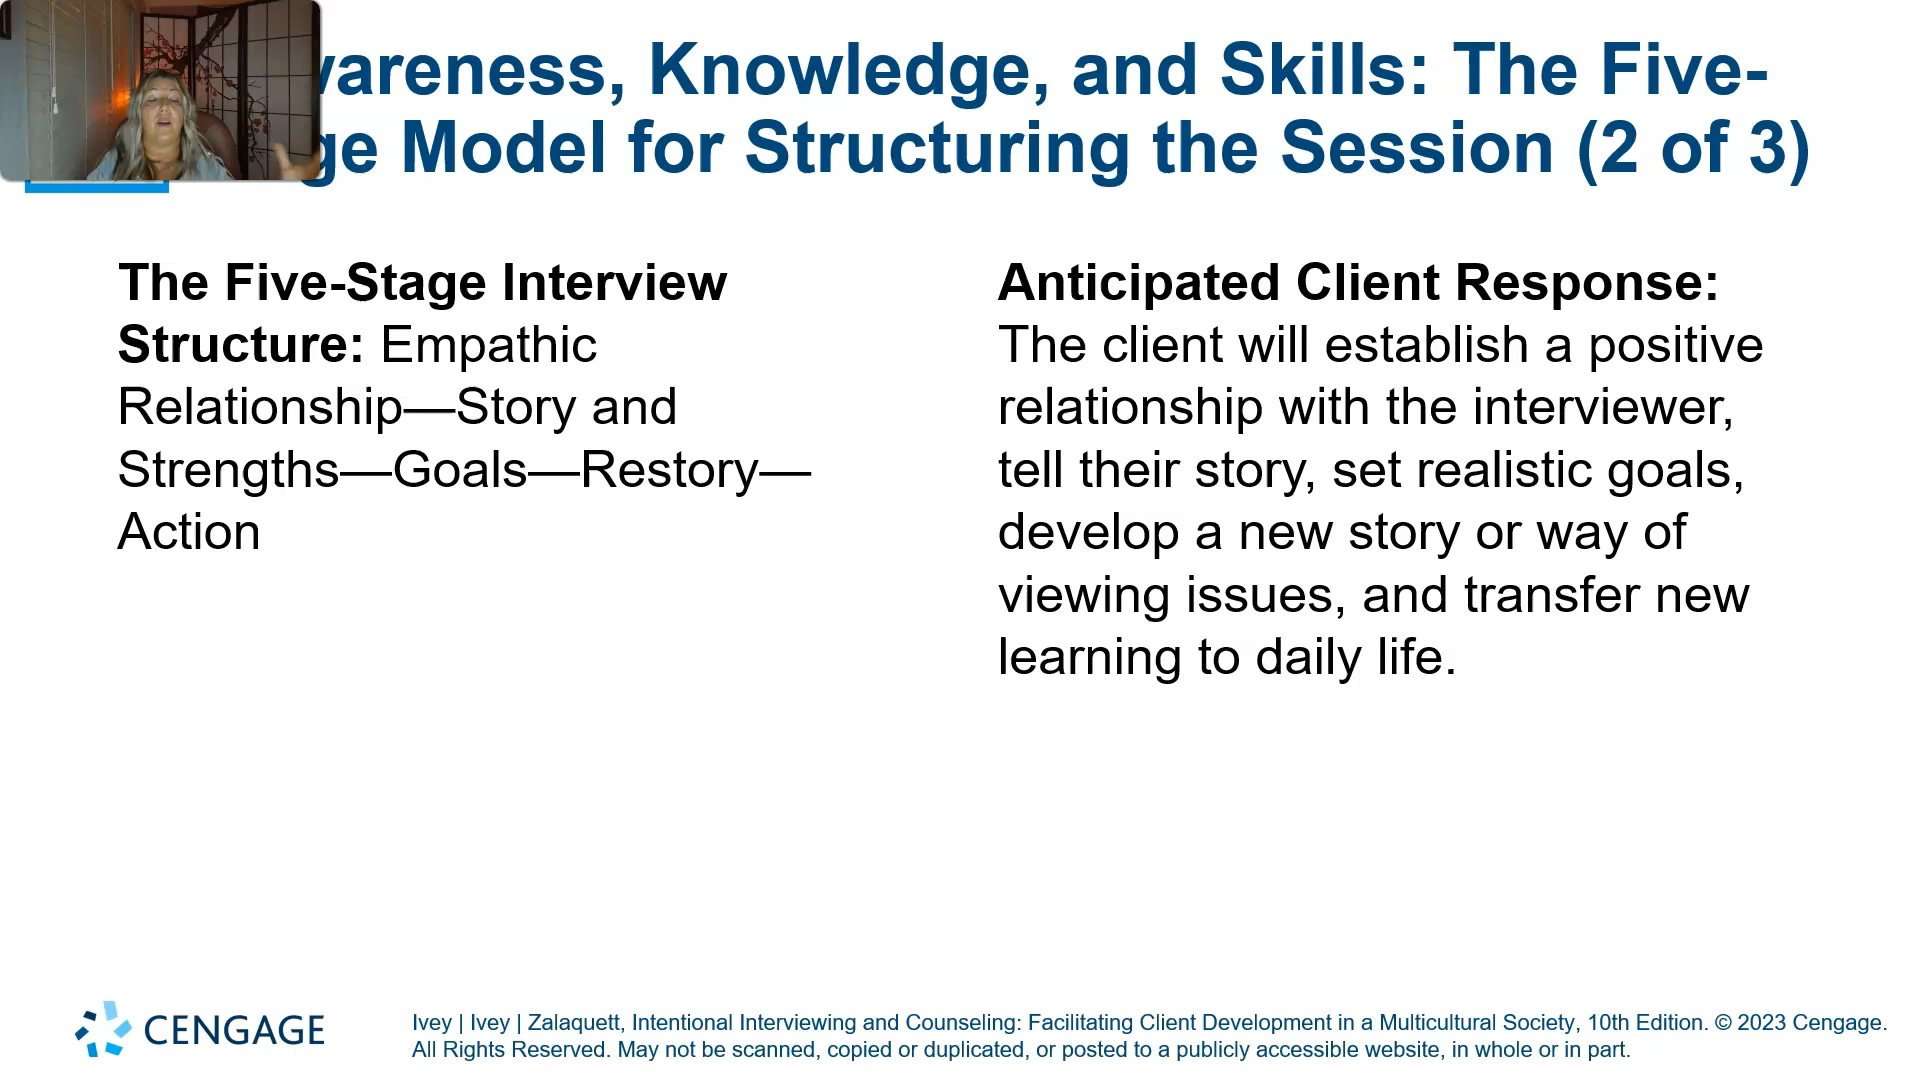 wareness, Knowledge, and Skills: The Five-
ge Model for Structuring the Session (2 of 3)
The Five-Stage Interview
Structure: Empathic
Relationship—Story and
Strengths—Goals—Restory—
Action
Anticipated Client Response:
The client will establish a positive
relationship with the interviewer,
tell their story, set realistic goals,
develop a new story or way of
viewing issues, and transfer new
learning to daily life.
CENGAGE
Ivey | Ivey | Zalaquett, Intentional Interviewing and Counseling: Facilitating Client Development in a Multicultural Society, 10th Edition. © 2023 Cengage.
All Rights Reserved. May not be scanned, copied or duplicated, or posted to a publicly accessible website, in whole or in part.